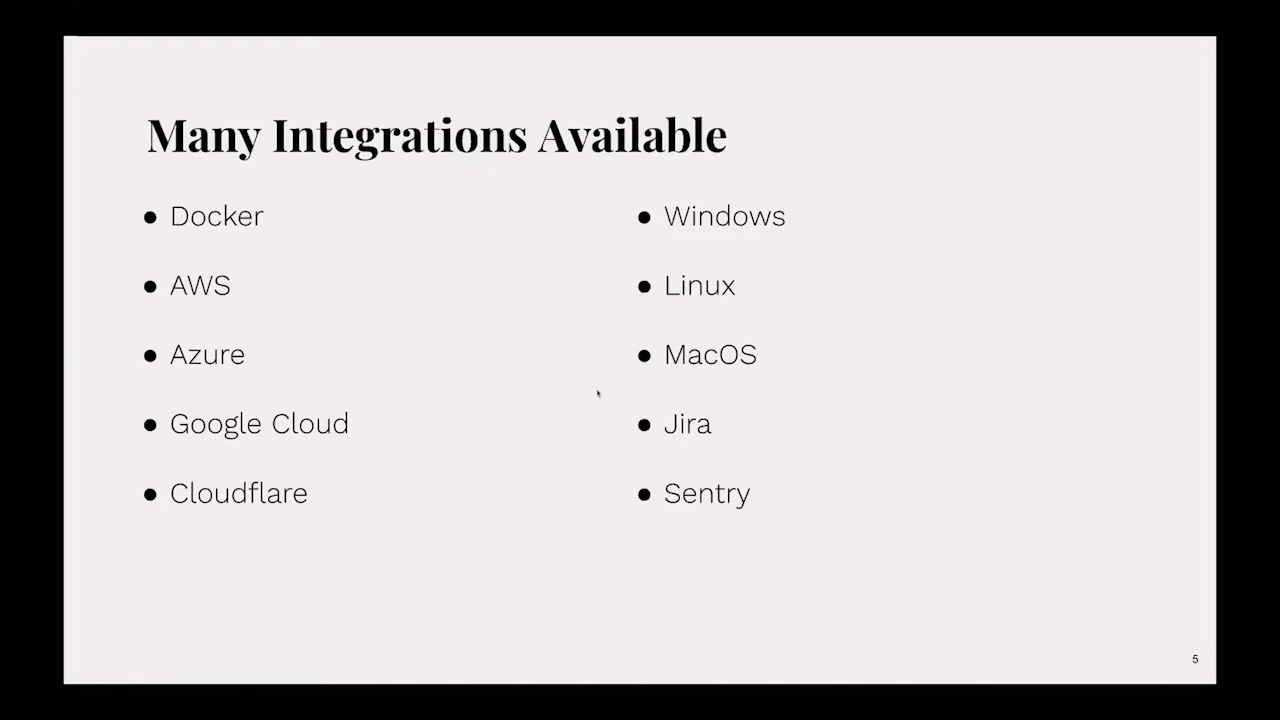 Many Integrations Available
● Docker
● AWS
● Azure
● Google Cloud
● Cloudflare
● Windows
● Linux
● MacOS
● Jira
● Sentry
5